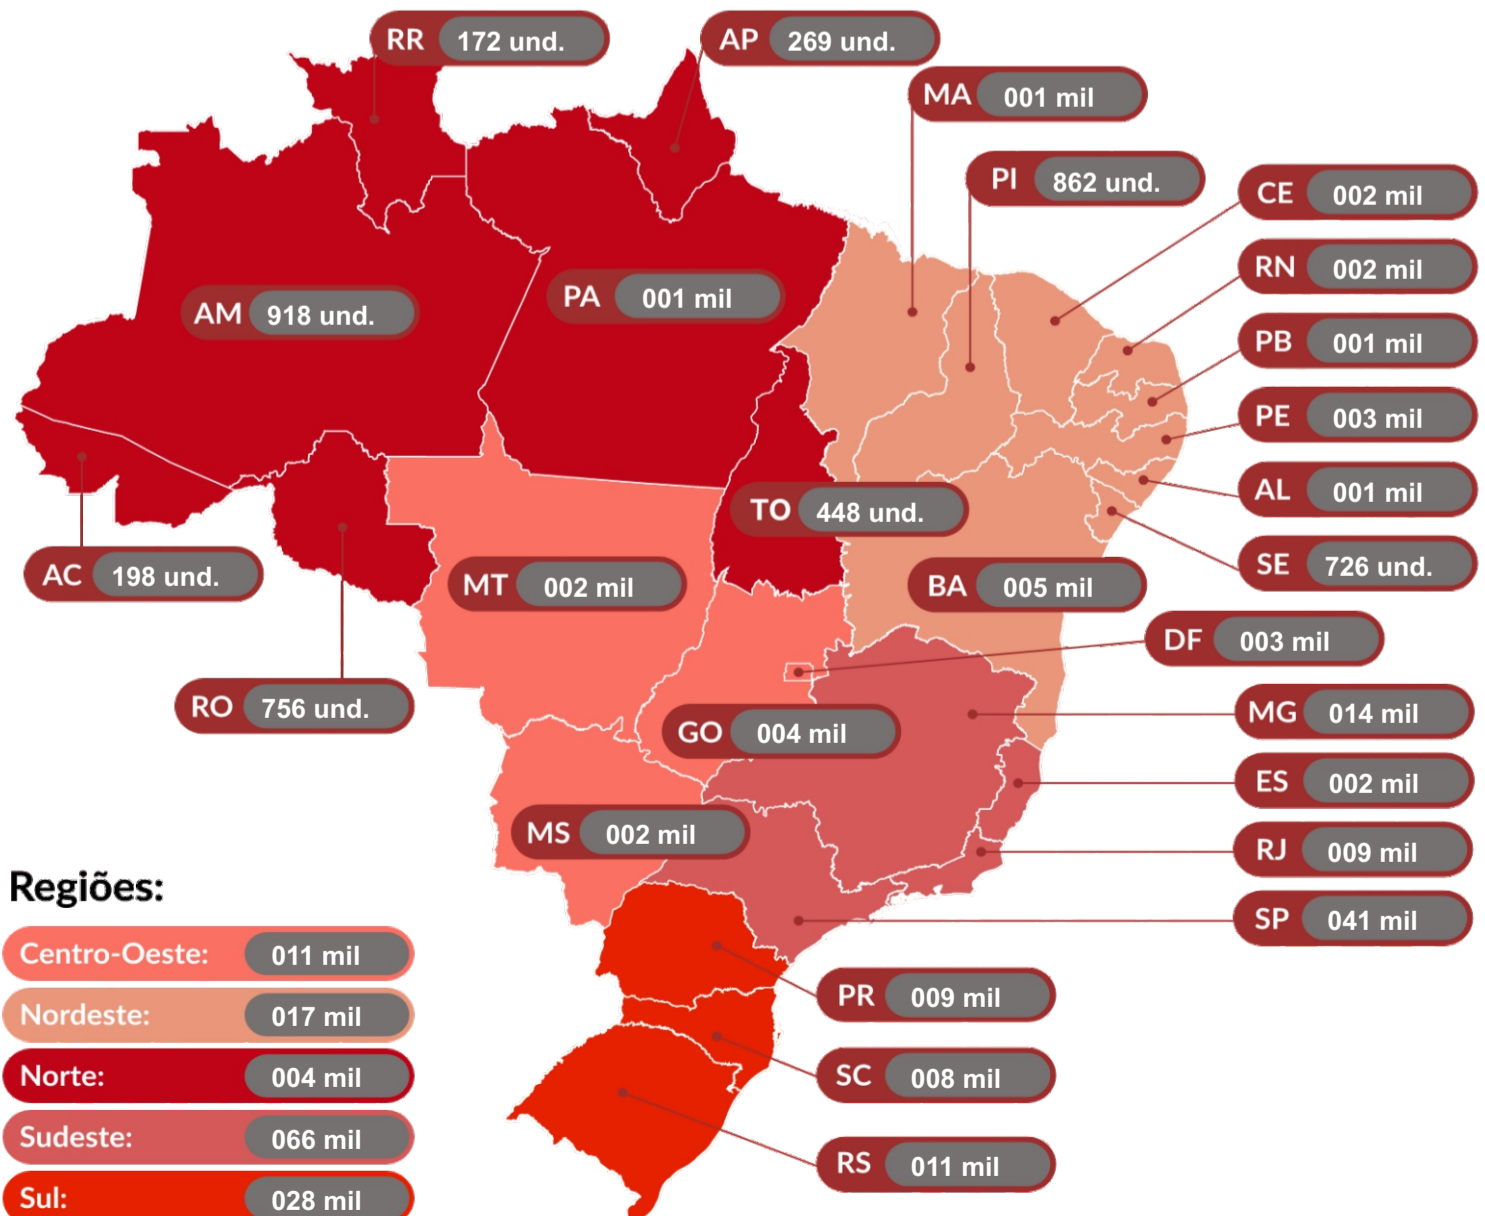 RR 172 und.
AP 269 und.
MA 001 mil
PI 862 und.
CE 002 mil
RN 002 mil
PB 001 mil
PE 003 mil
AL 001 mil
SE 726 und.
AM 918 und.
PA 001 mil
TO 448 und.
AC 198 und.
MT 002 mil
BA 005 mil
DF 003 mil
RO 756 und.
GO 004 mil
MG 014 mil
ES 002 mil
MS 002 mil
RJ 009 mil
SP 041 mil
PR 009 mil
SC 008 mil
RS 011 mil
Regiões:
Centro-Oeste: 011 mil
Nordeste: 017 mil
Norte: 004 mil
Sudeste: 066 mil
Sul: 028 mil